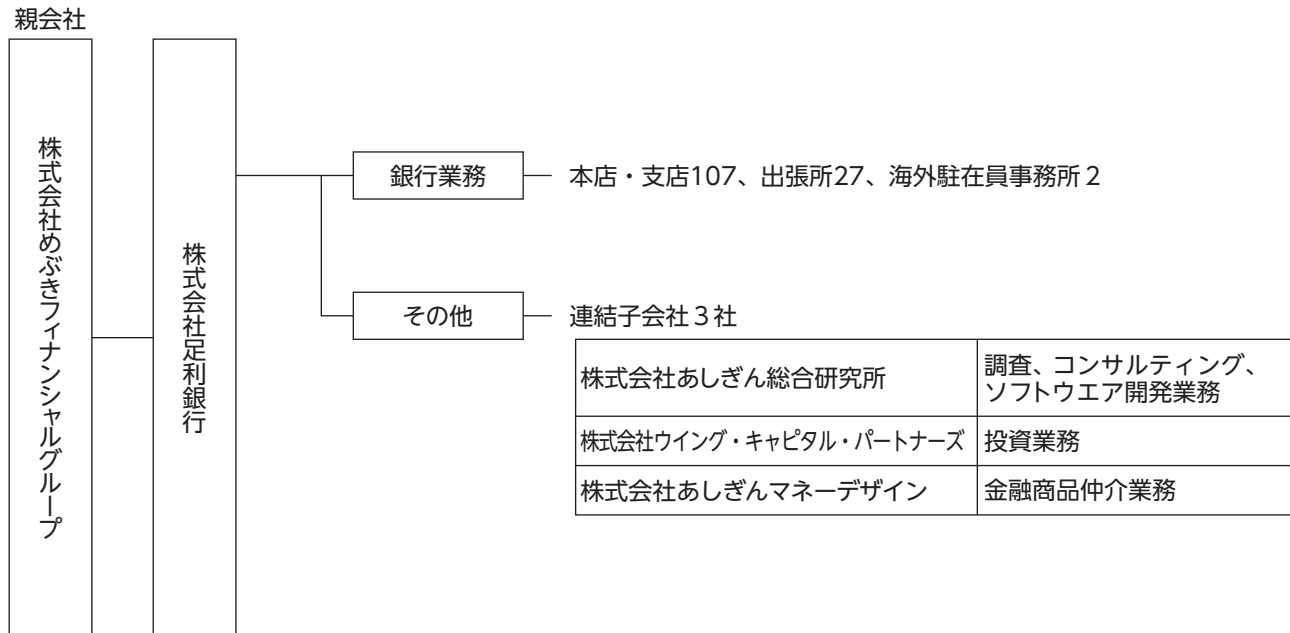 親会社
株式会社めぶきフィナンシャルグループ
株式会社足利銀行
銀行業務
本店・支店107、出張所27、海外駐在員事務所2
その他
連結子会社3社
株式会社あしぎん総合研究所
調査、コンサルティング、
ソフトウエア開発業務
株式会社ウイング・キャピタル・パートナーズ
投資業務
株式会社あしぎんマネーデザイン
金融商品仲介業務